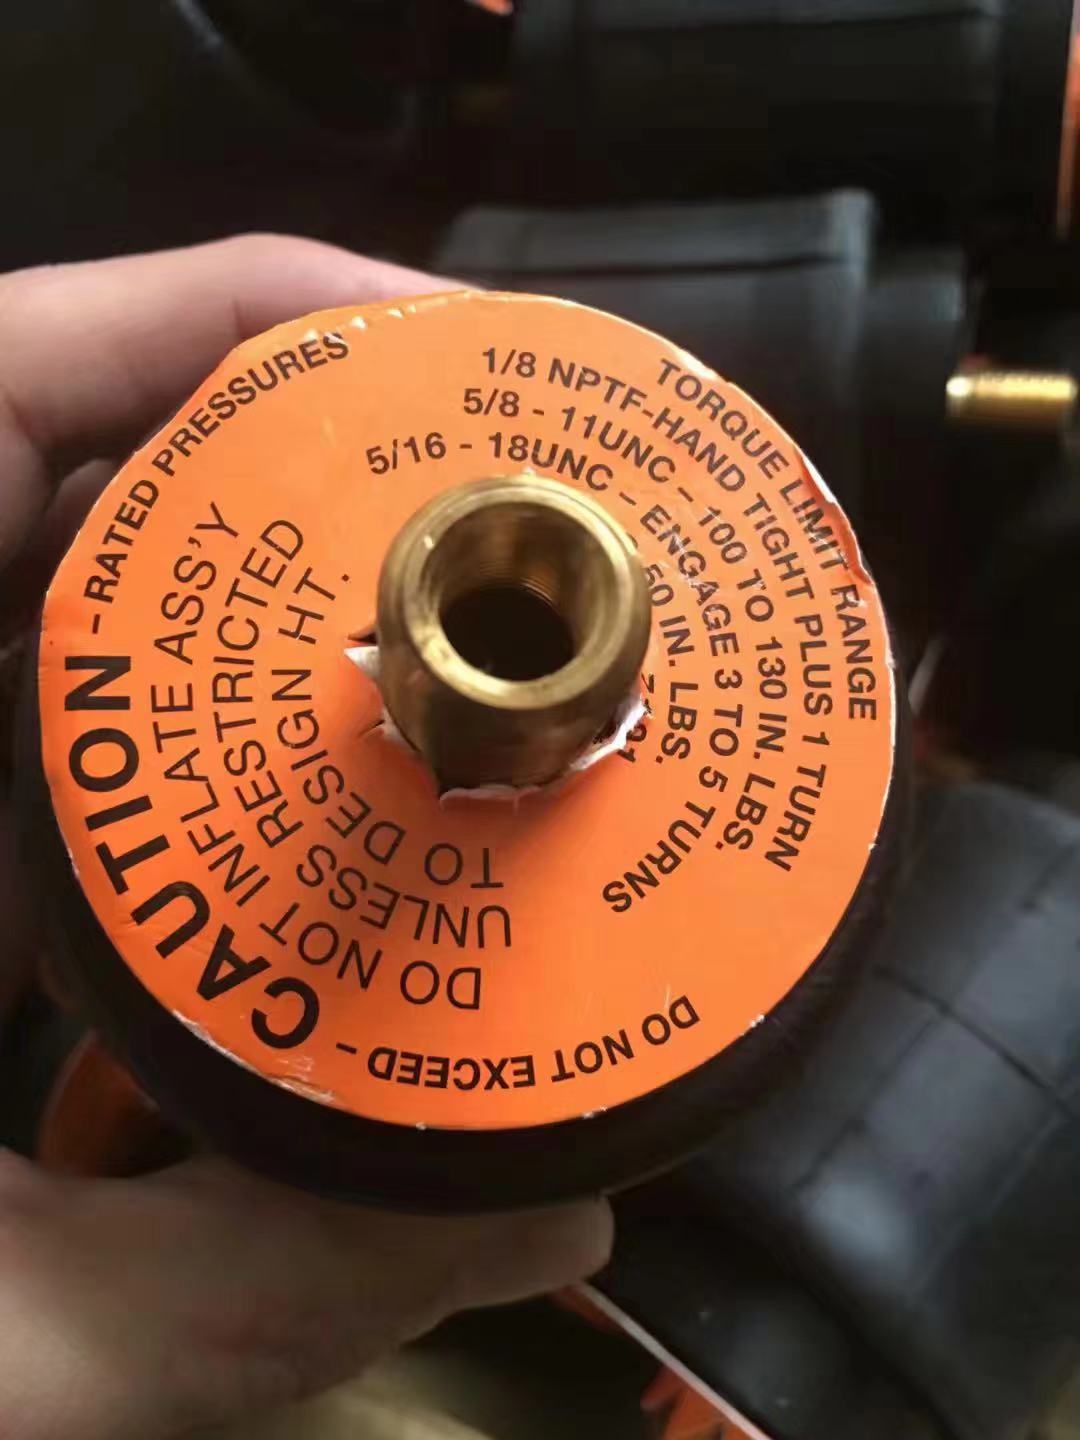 TORQUE LIMIT RANGE
1/8 NPTF-HAND TIGHT PLUS 1 TURN
5/8 - 11UNC - 100 TO 130 IN. LBS.
5/16 - 18UNC - ENGAGE 3 TO 5 TURNS
50 IN. LBS.
DO NOT EXCEED - CAUTION - RATED PRESSURES
DO NOT INFLATE ASS'Y
UNLESS RESTRICTED
TO DESIGN HT.